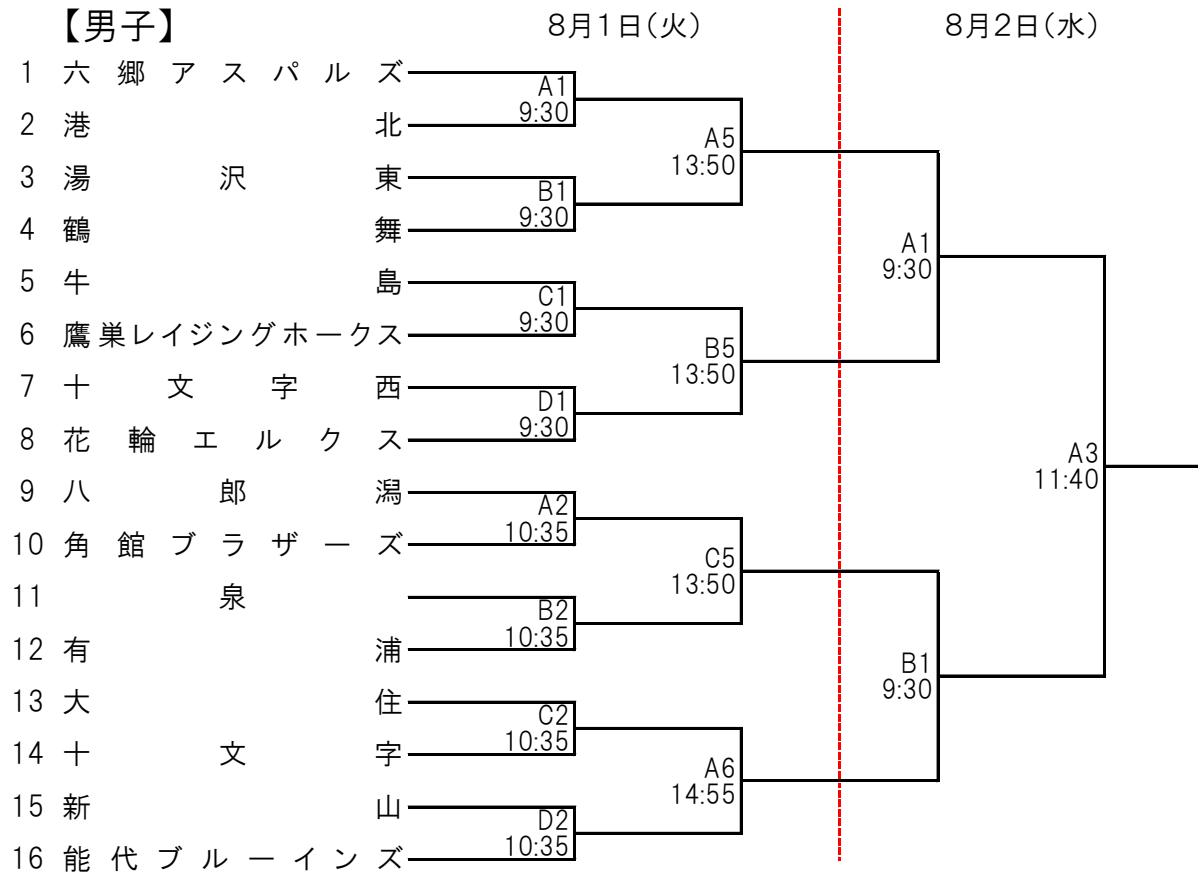 【男子】 8月1日(火) 8月2日(水)
1 六郷アスパルズ
A1
9:30
2 港北
A5
13:50
3 湯沢東
B1
9:30
4 鶴舞
A1
9:30
5 牛島
C1
9:30
6 鷹巣レイジングホークス
B5
13:50
7 十文字西
D1
9:30
8 花輪エルクス
A3
11:40
9 八郎潟
A2
10:35
10 角館ブラザーズ
C5
13:50
11 泉
B2
10:35
12 有浦
B1
9:30
13 大住
C2
10:35
14 十文字
A6
14:55
15 新山
D2
10:35
16 能代ブルーインズ